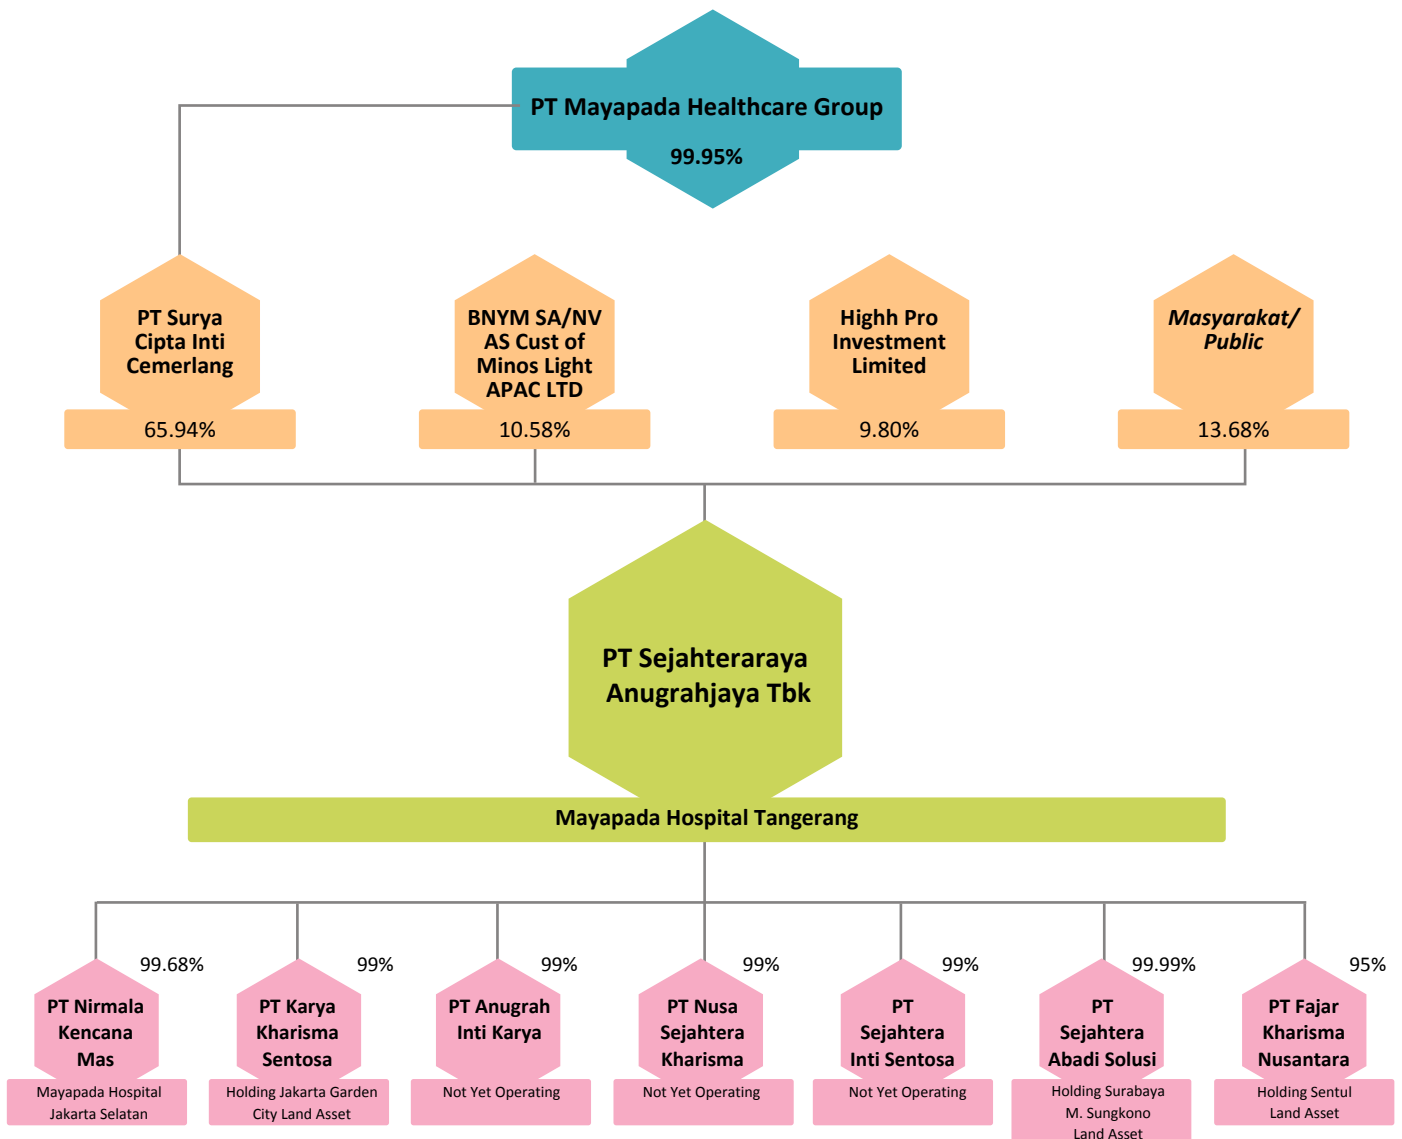 PT Mayapada Healthcare Group
99.95%
PT Surya
Cipta Inti
Cemerlang
65.94%
BNYM SA/NV
AS Cust of
Minos Light
APAC LTD
10.58%
Highh Pro
Investment
Limited
9.80%
Masyarakat/
Public
13.68%
PT Sejahteraraya
Anugrahjaya Tbk
Mayapada Hospital Tangerang
99.68%
PT Nirmala
Kencana
Mas
Mayapada Hospital
Jakarta Selatan
99%
PT Karya
Kharisma
Sentosa
Holding Jakarta Garden
City Land Asset
99%
PT Anugrah
Inti Karya
Not Yet Operating
99%
PT Nusa
Sejahtera
Kharisma
Not Yet Operating
99%
PT
Sejahtera
Inti Sentosa
Not Yet Operating
99.99%
PT
Sejahtera
Abadi Solusi
Holding Surabaya
M. Sungkono
Land Asset
95%
PT Fajar
Kharisma
Nusantara
Holding Sentul
Land Asset